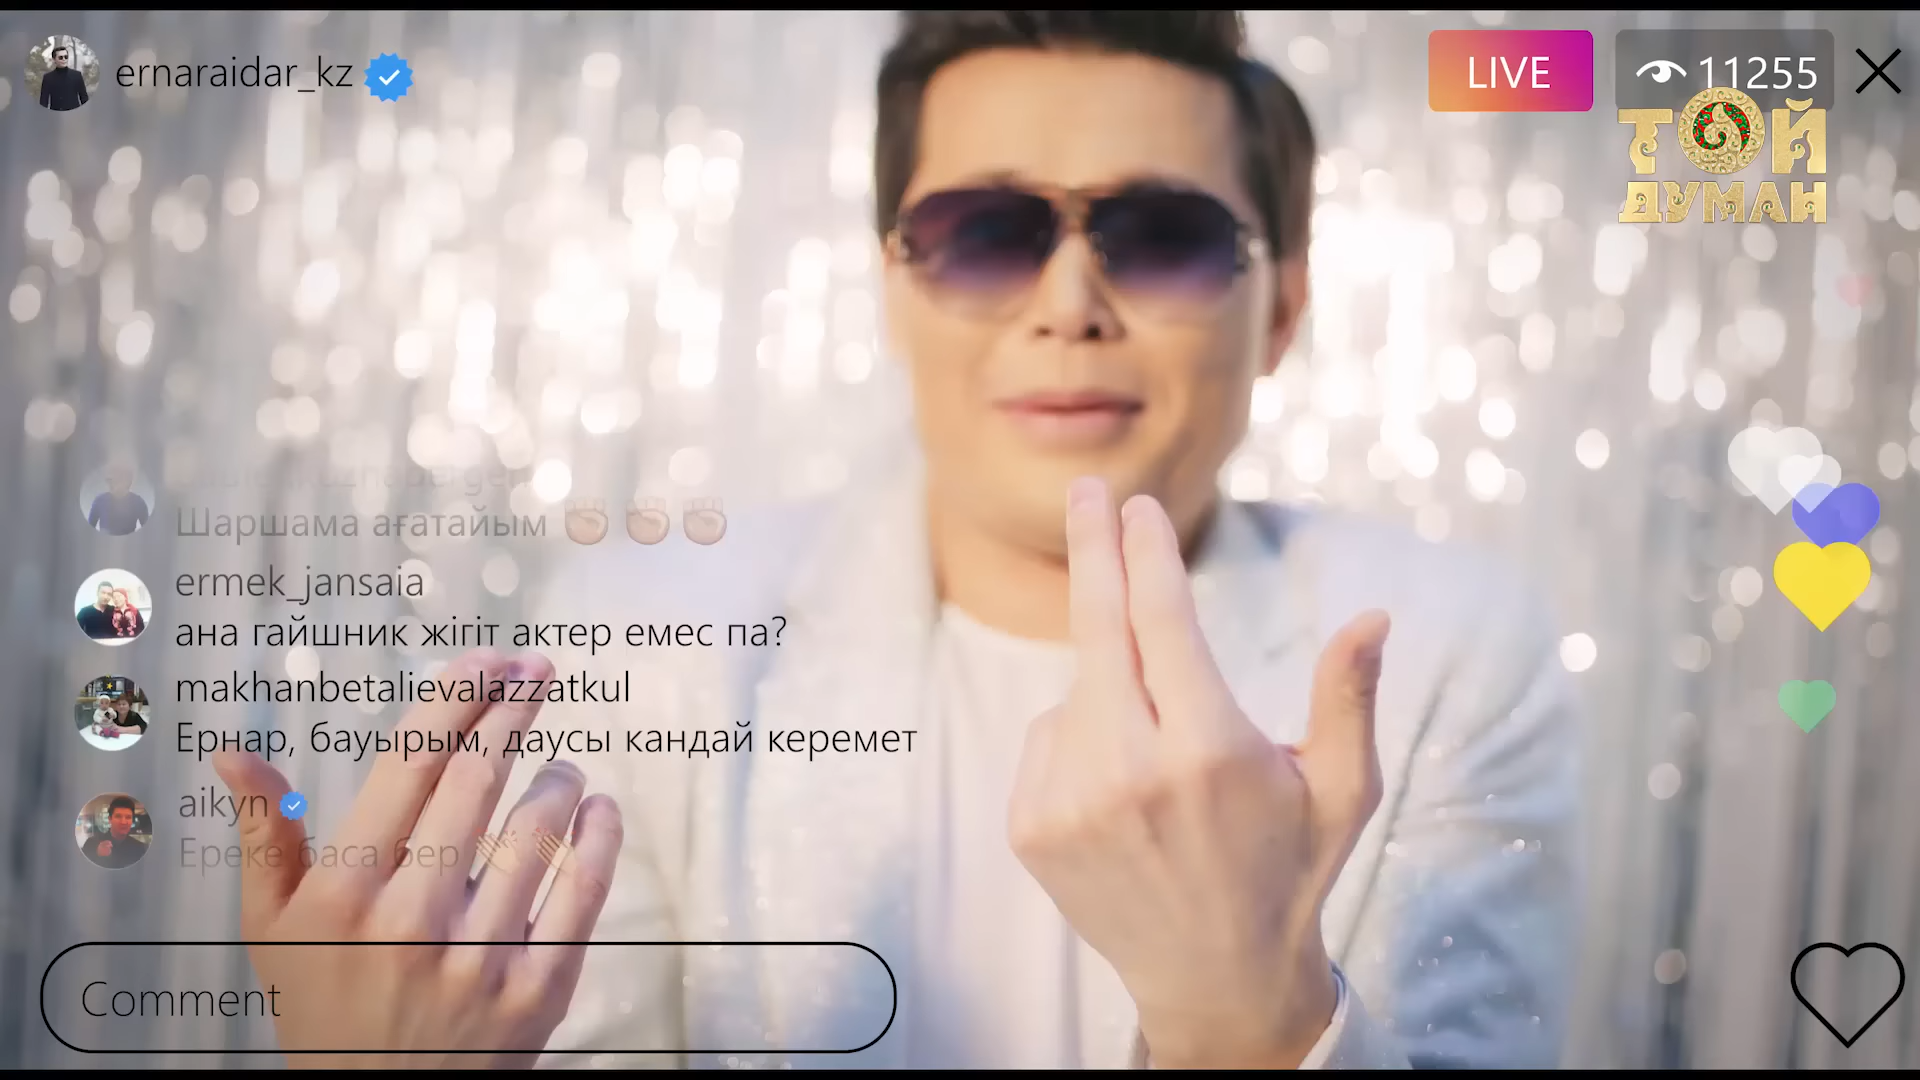 ernaraidar_kz
LIVE
11255
ТОЙ
ДУМАН
Шаршама ағатайым
ermek_jansaia
ана гайшник жігіт актер емес па?
makhanbetalievalazzatkul
Ернар, бауырым, даусы кандай керемет
aikyn
Ереке баса бер
Comment